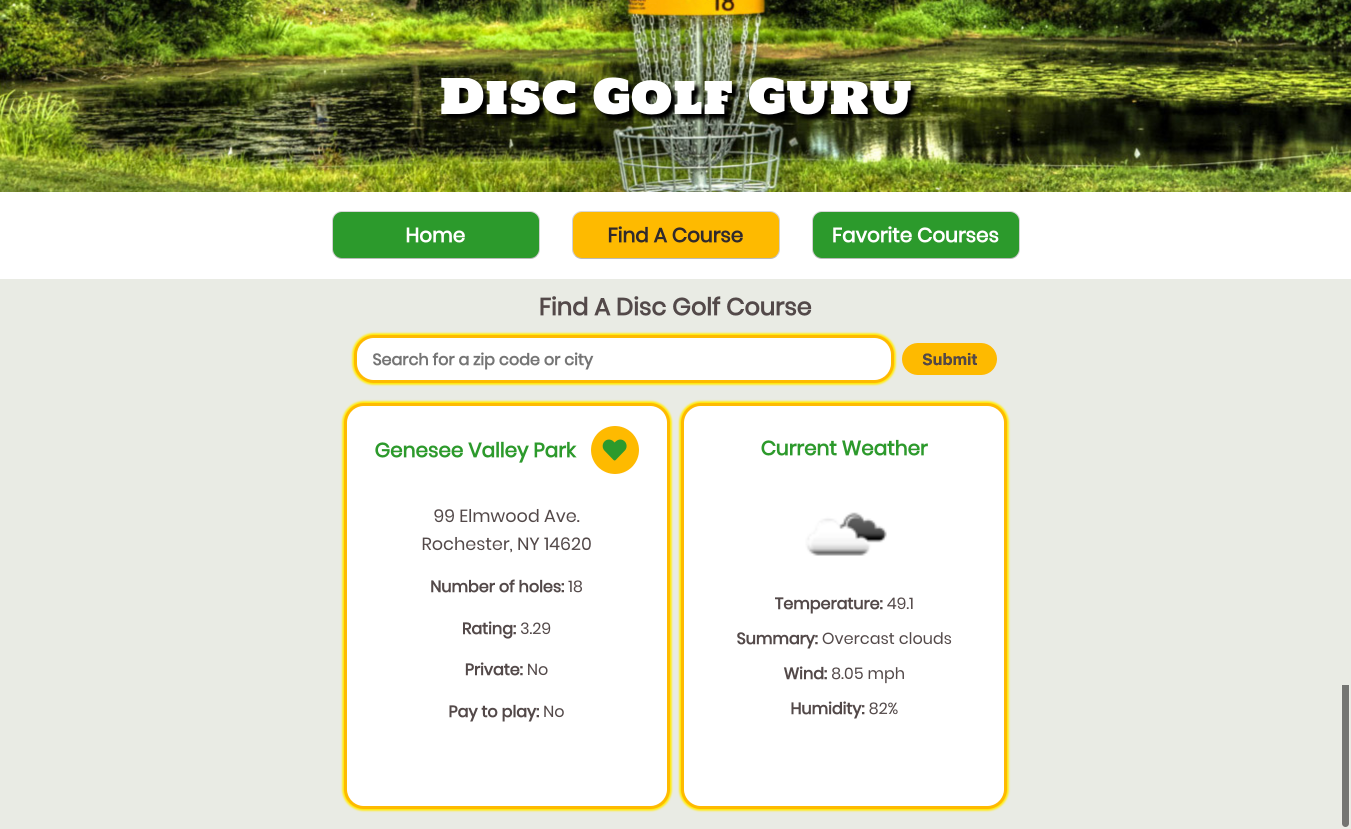 18
DISC GOLF GURU
Home
Find A Course
Favorite Courses
Find A Disc Golf Course
Search for a zip code or city
Submit
Genesee Valley Park
99 Elmwood Ave.
Rochester, NY 14620
Number of holes: 18
Rating: 3.29
Private: No
Pay to play: No
Current Weather
Temperature: 49.1
Summary: Overcast clouds
Wind: 8.05 mph
Humidity: 82%